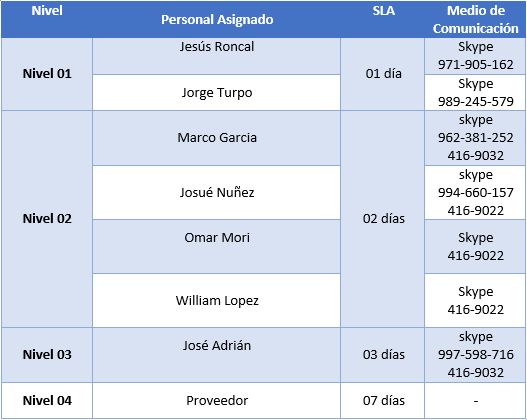 Nivel
Personal Asignado
SLA
Medio de
Comunicación
Nivel 01
Jesús Roncal
01 día
Skype
971-905-162
Jorge Turpo
Skype
989-245-579
Nivel 02
Marco Garcia
02 días
skype
962-381-252
416-9032
Josué Nuñez
skype
994-660-157
416-9022
Omar Mori
Skype
416-9022
William Lopez
Skype
416-9022
Nivel 03
José Adrián
03 días
skype
997-598-716
416-9032
Nivel 04
Proveedor
07 días
-